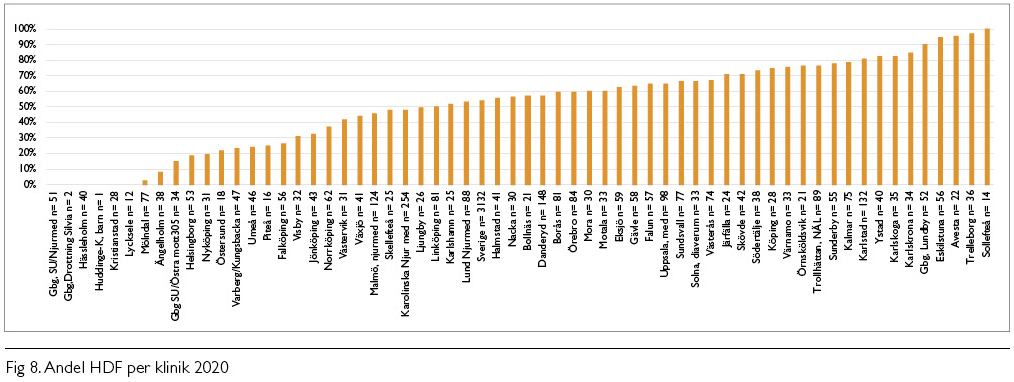 100%
90%
80%
70%
60%
50%
40%
30%
20%
10%
0%
Gbg. SU/Njurmed n= 51
Gbg.Drottning Silvia n= 2
Hässleholm n= 40
Huddinge-K, barn n= 1
Kristianstad n= 28
Lycksele n= 12
Mölndal n= 77
Ängelholm n= 38
Gbg SU/Östra mott305 n= 34
Helsingborg n= 53
Nyköping n= 31
Östersund n= 18
Varberg/Kungsbacka n= 47
Umeå n= 46
Piteå n= 16
Falköping n= 56
Visby n= 32
Jönköping n= 43
Norrköping n= 62
Västervik n= 31
Växjö n= 41
Malmö, njurmed n= 124
Skellefteå n= 25
Karolinska Njur med n= 254
Ljungby n= 26
Linköping n= 81
Karlshamn n= 25
Lund Njurmed n= 88
Sverige n= 3132
Halmstad n= 41
Nacka n= 30
Bollnäs n= 21
Danderyd n= 148
Borås n= 81
Örebro n= 84
Mora n= 30
Motala n= 33
Eksjö n= 59
Gävle n= 58
Falun n= 57
Uppsala, med n= 98
Sundsvall n= 77
Solna, diaverum n= 33
Västerås n= 74
Järfälla n= 24
Skövde n= 42
Södertälje n= 38
Köping n= 28
Värnamo n= 33
Örnsköldsvik n= 21
Trollhättan, NÄL n= 89
Sunderby n= 55
Kalmar n= 75
Karlstad n= 132
Ystad n= 40
Karlskoga n= 35
Karlskrona n= 34
Gbg. Lundby n= 52
Eskilstuna n= 56
Avesta n= 22
Trelleborg n= 36
Sollefteå n= 14
Fig 8. Andel HDF per klinik 2020